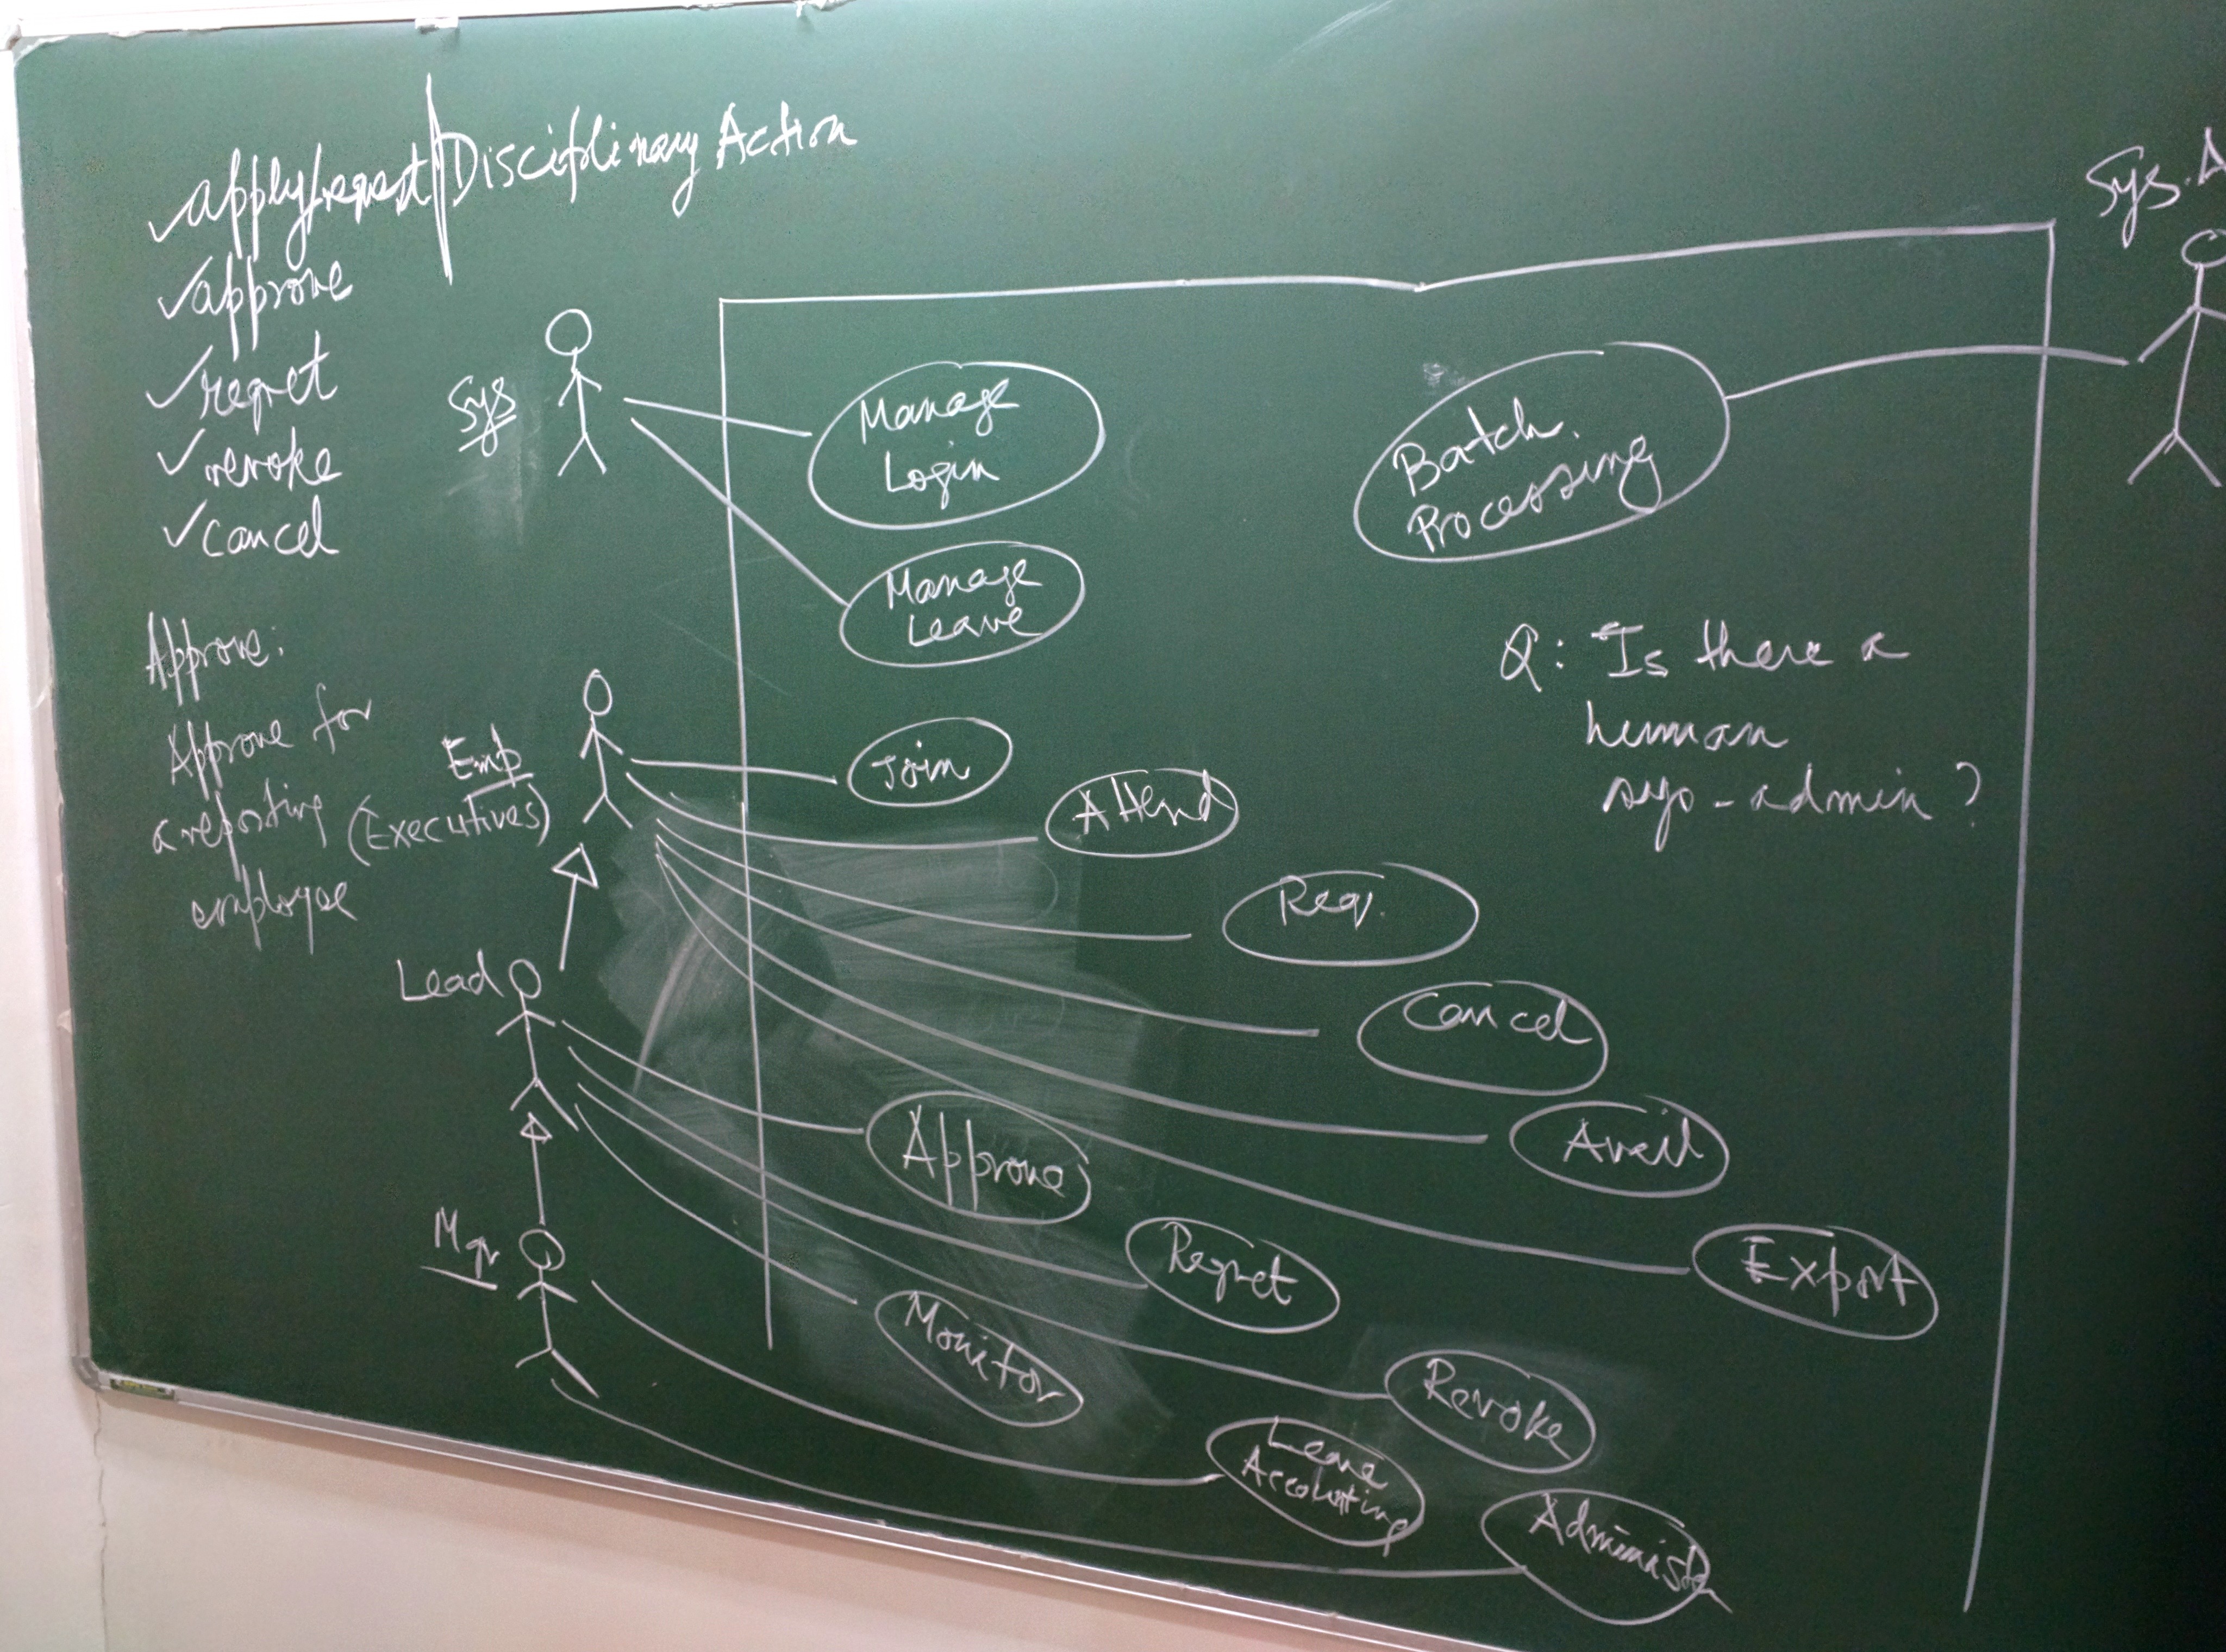 apply/request Disciplinary Action
approve
regret
revoke
cancel
Approve:
Approve for
a reporting
employee
Sys
Manage
Login
Manage
Leave
Batch
Processing
Sys. A
Q: Is there a
human
sys-admin?
Emp
(Executives)
Join
Attend
Req.
Cancel
Avail
Export
Lead
Approve
Regret
Revoke
Monitor
Mgr
Leave
Accounting
Administer